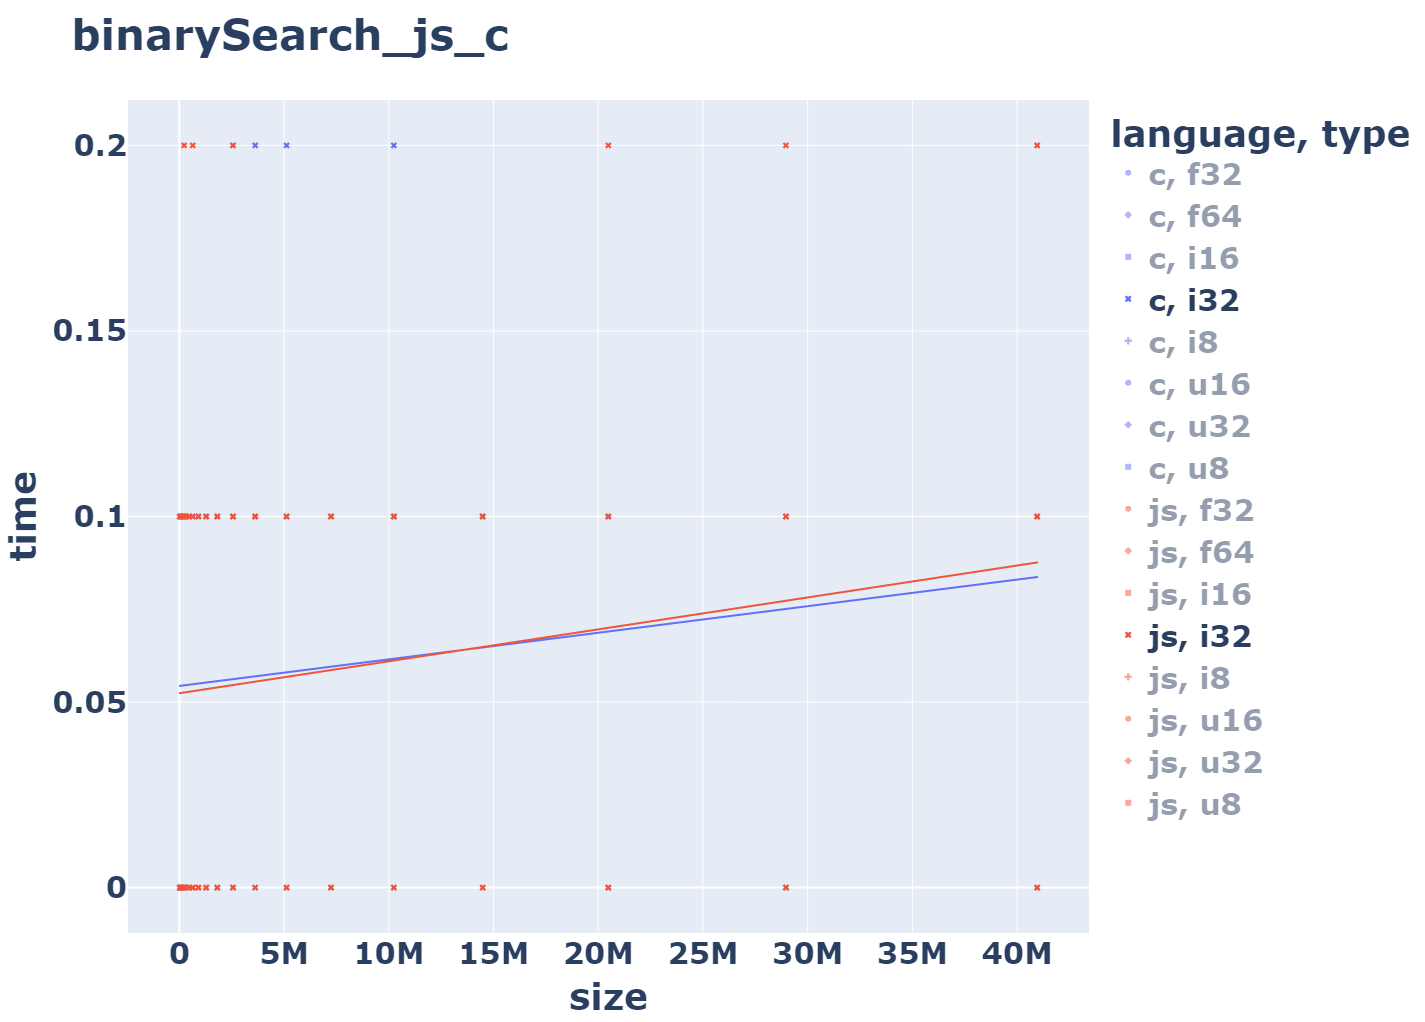 binarySearch_js_c
language, type
c, f32
c, f64
c, i16
c, i32
c, i8
c, u16
c, u32
c, u8
js, f32
js, f64
js, i16
js, i32
js, i8
js, u16
js, u32
js, u8
time
0.2
0.15
0.1
0.05
0
0 5M 10M 15M 20M 25M 30M 35M 40M
size